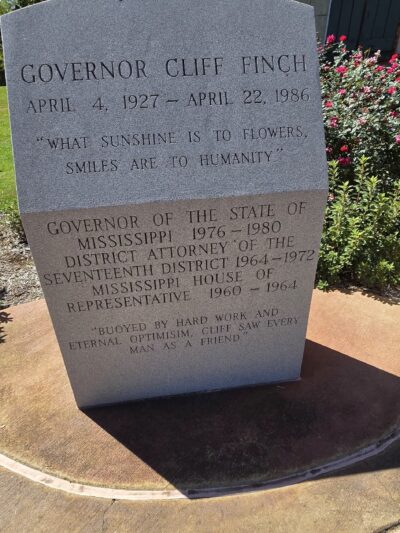 GOVERNOR CLIFF FINCH
APRIL 4, 1927 – APRIL 22, 1986
"WHAT SUNSHINE IS TO FLOWERS,
SMILES ARE TO HUMANITY"
GOVERNOR OF THE STATE OF
MISSISSIPPI 1976 – 1980
DISTRICT ATTORNEY OF THE
SEVENTEENTH DISTRICT 1964 – 1972
MISSISSIPPI HOUSE OF
REPRESENTATIVE 1960 – 1964
"BUOYED BY HARD WORK AND
ETERNAL OPTIMISIM, CLIFF SAW EVERY
MAN AS A FRIEND"